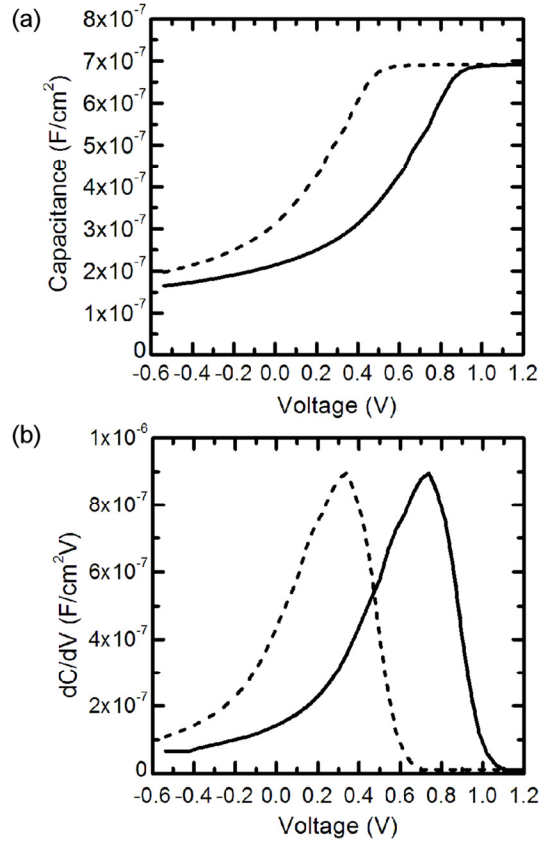 (a)
8x10⁻⁷
7x10⁻⁷
6x10⁻⁷
5x10⁻⁷
4x10⁻⁷
3x10⁻⁷
2x10⁻⁷
1x10⁻⁷
0
Capacitance (F/cm²)
-0.6 -0.4 -0.2 0.0 0.2 0.4 0.6 0.8 1.0 1.2
Voltage (V)
(b)
1x10⁻⁶
8x10⁻⁷
6x10⁻⁷
4x10⁻⁷
2x10⁻⁷
0
dC/dV (F/cm²V)
-0.6 -0.4 -0.2 0.0 0.2 0.4 0.6 0.8 1.0 1.2
Voltage (V)